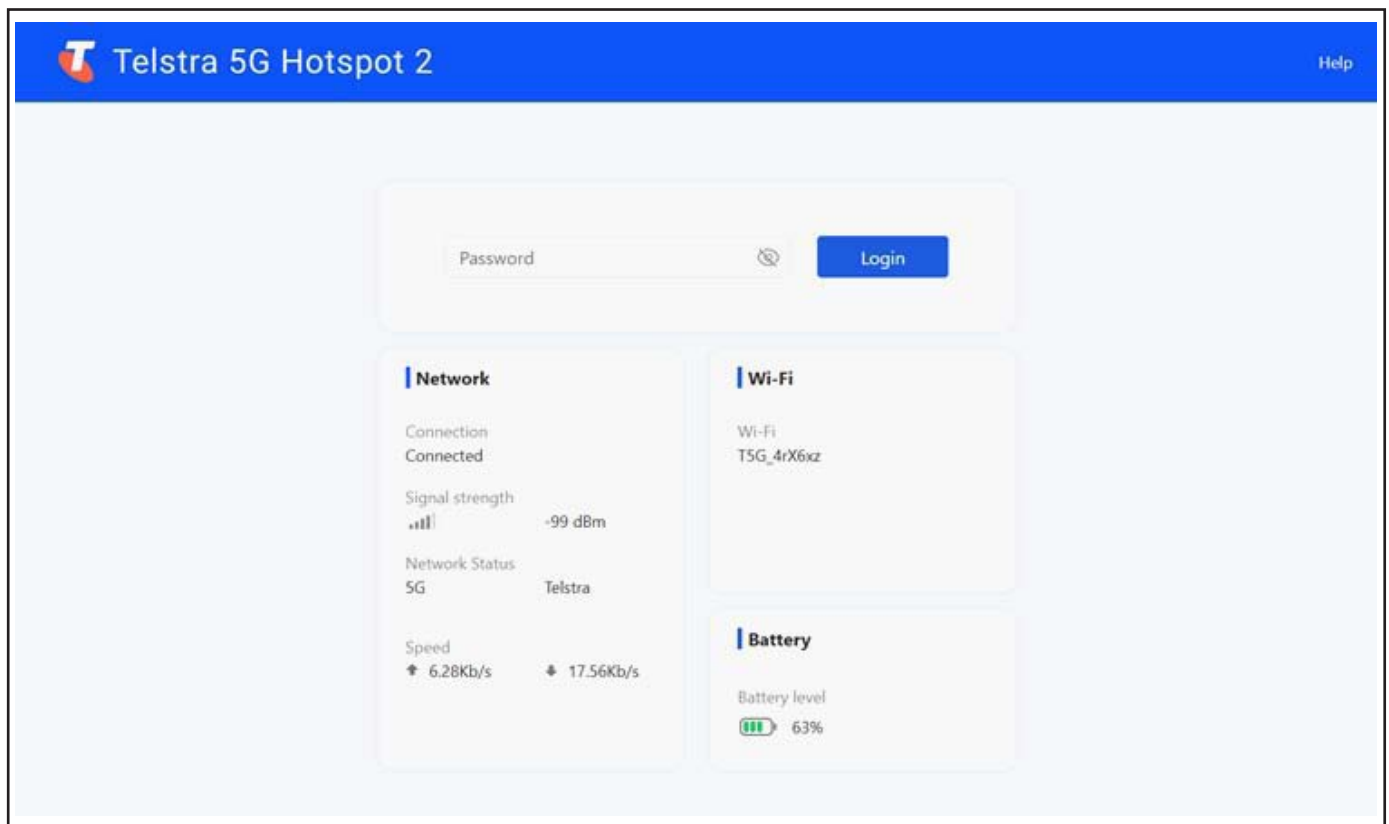 Telstra 5G Hotspot 2
Help
Password
Login
Network
Connection
Connected
Signal strength
-99 dBm
Network Status
5G Telstra
Speed
6.28Kb/s 17.56Kb/s
Wi-Fi
Wi-Fi
T5G_4rX6xz
Battery
Battery level
63%